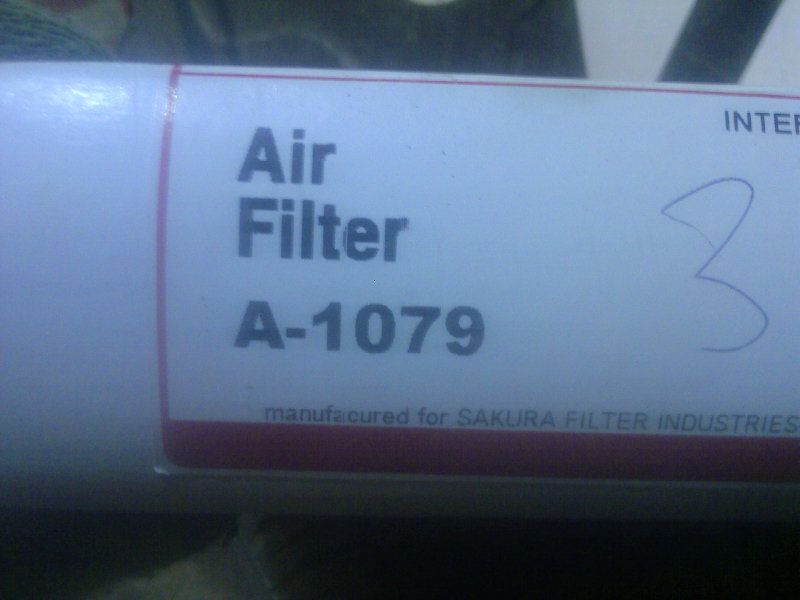 INTER
Air
Filter
3
A-1079
manufacured for SAKURA FILTER INDUSTRIES